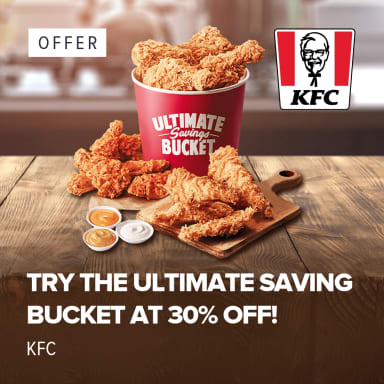 OFFER
KFC
ULTIMATE
Savings
BUCKET
TRY THE ULTIMATE SAVING
BUCKET AT 30% OFF!
KFC